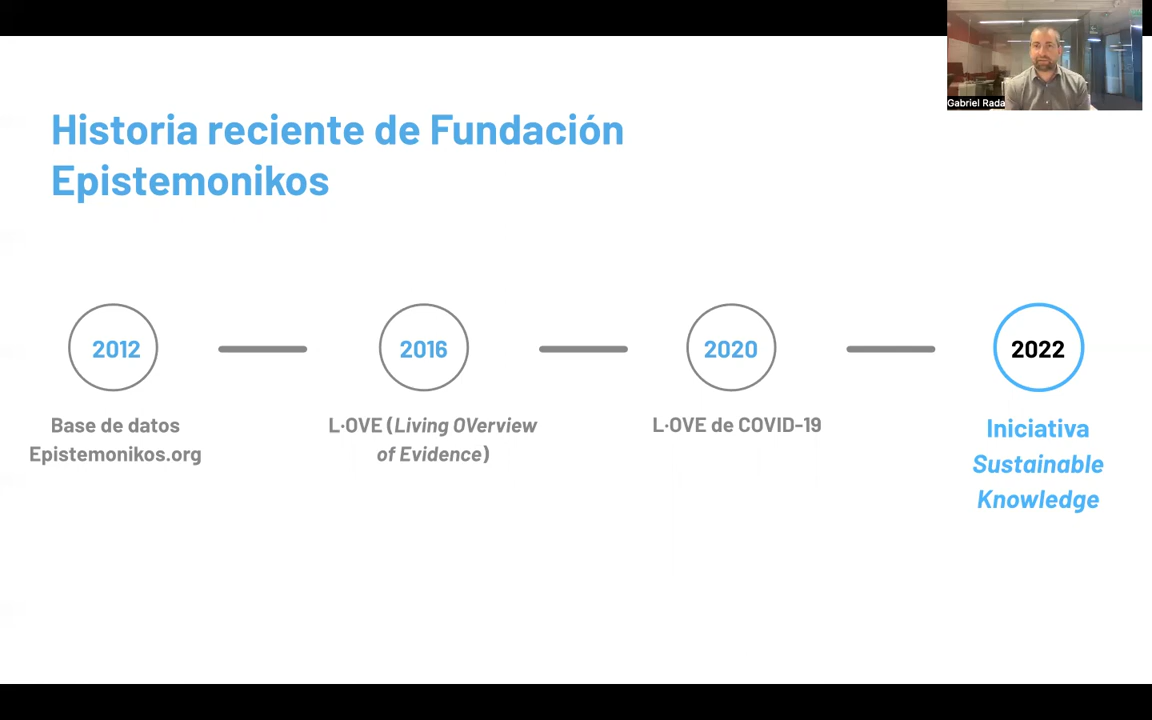 Gabriel Rada
Historia reciente de Fundación
Epistemonikos
2012
2016
2020
2022
Base de datos
Epistemonikos.org
L·OVE (Living OVerview
of Evidence)
L·OVE de COVID-19
Iniciativa
Sustainable
Knowledge